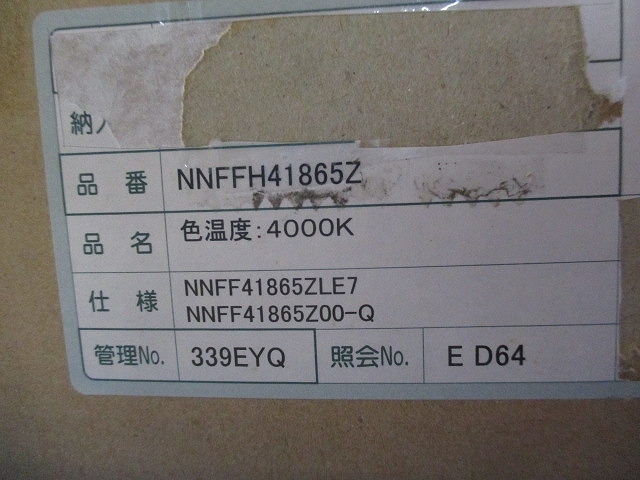 納
品 番 NNFFH41865Z
品 名 色温度:4000K
仕 様 NNFF41865ZLE7
NNFF41865Z00-Q
管理No. 339EYQ 照会No. E D64